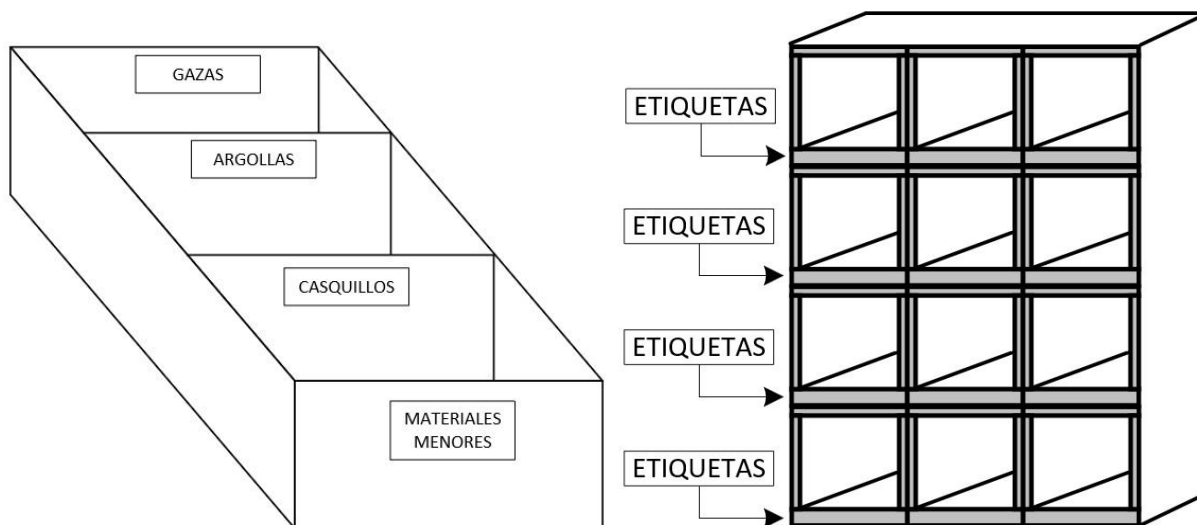 GAZAS
ARGOLLAS
CASQUILLOS
MATERIALES
MENORES
ETIQUETAS
ETIQUETAS
ETIQUETAS
ETIQUETAS